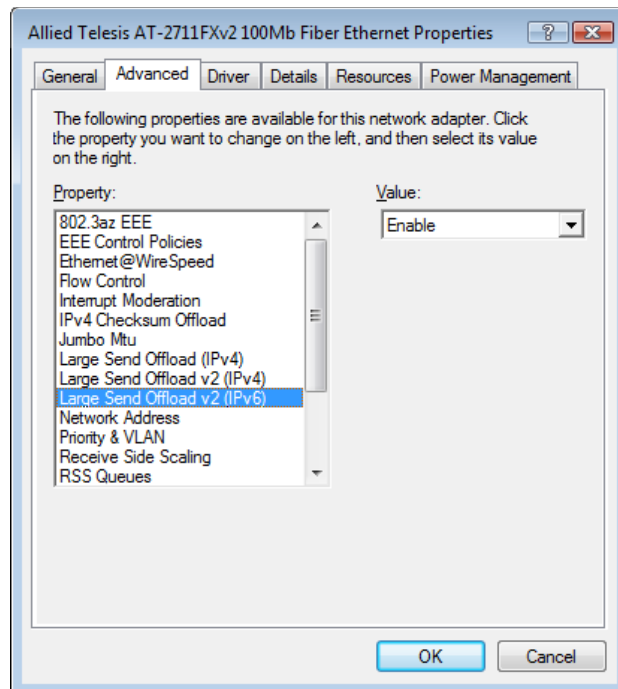 Allied Telesis AT-2711FXv2 100Mb Fiber Ethernet Properties
General Advanced Driver Details Resources Power Management
The following properties are available for this network adapter. Click
the property you want to change on the left, and then select its value
on the right.
Property:
Value:
802.3az EEE
EEE Control Policies
Ethernet@WireSpeed
Flow Control
Interrupt Moderation
IPv4 Checksum Offload
Jumbo Mtu
Large Send Offload (IPv4)
Large Send Offload v2 (IPv4)
Large Send Offload v2 (IPv6)
Network Address
Priority & VLAN
Receive Side Scaling
RSS Queues
Enable
OK Cancel